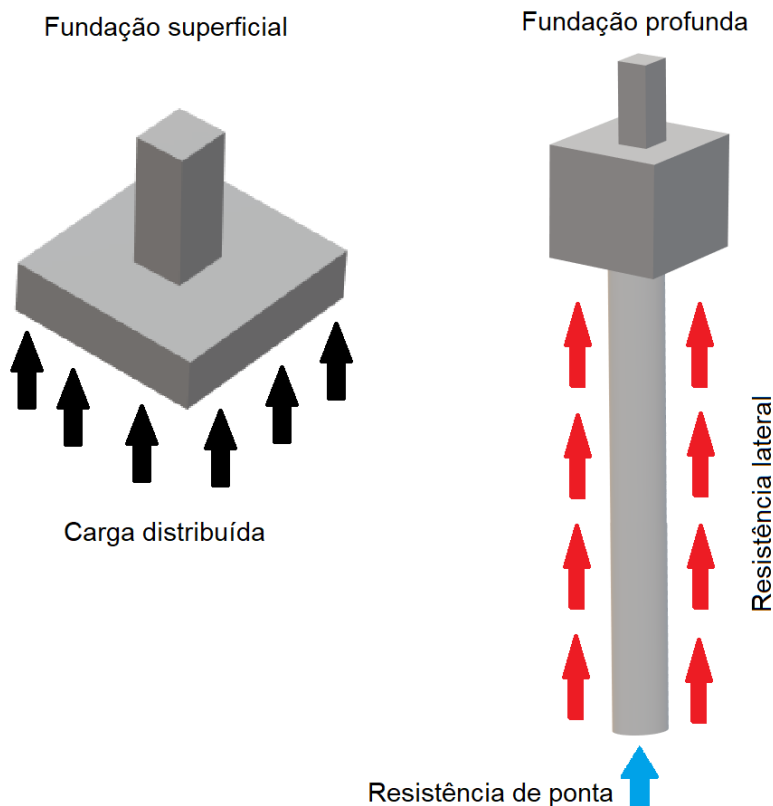 Fundação superficial
Fundação profunda
Carga distribuída
Resistência lateral
Resistência de ponta